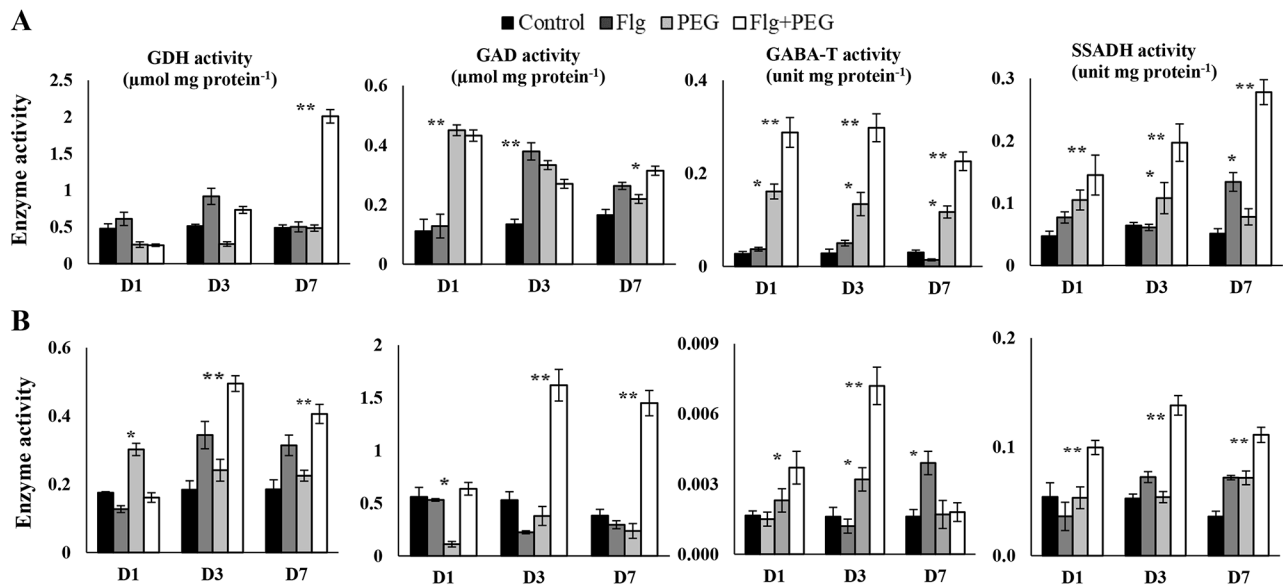 A
Control Flg PEG Flg+PEG
GDH activity
(µmol mg protein⁻¹)
GAD activity
(µmol mg protein⁻¹)
GABA-T activity
(unit mg protein⁻¹)
SSADH activity
(unit mg protein⁻¹)
Enzyme activity
2.5
2
1.5
1
0.5
0
**
D1 D3 D7
0.6
0.4
0.2
0
** ** *
D1 D3 D7
0.4
0.2
0
* ** * ** * **
D1 D3 D7
0.3
0.2
0.1
0
** * ** * **
D1 D3 D7
B
Enzyme activity
0.6
0.4
0.2
0
* ** **
D1 D3 D7
2
1.5
1
0.5
0
* ** **
D1 D3 D7
0.009
0.006
0.003
0.000
* * ** *
D1 D3 D7
0.2
0.1
0.0
** ** **
D1 D3 D7